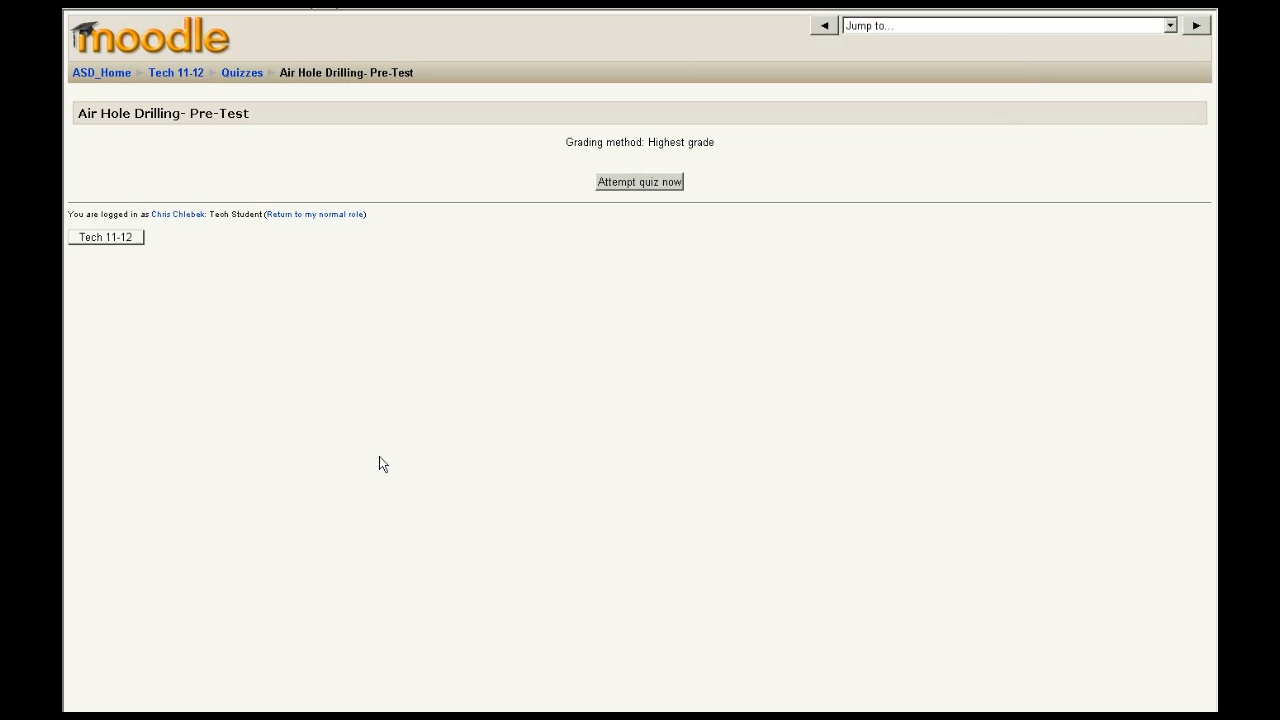 moodle
◄ Jump to... ►
ASD_Home ► Tech 11-12 ► Quizzes ► Air Hole Drilling- Pre-Test
Air Hole Drilling- Pre-Test
Grading method: Highest grade
Attempt quiz now
You are logged in as Chris Chlebek: Tech Student (Return to my normal role)
Tech 11-12